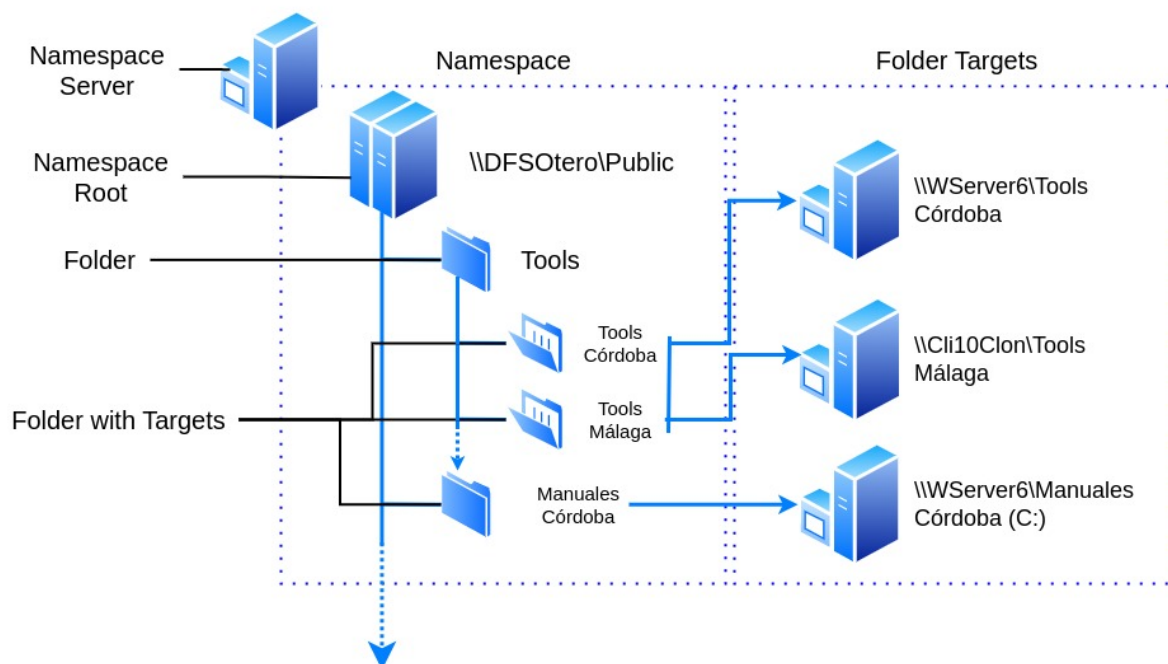 Namespace
Server
Namespace
Folder Targets
Namespace
Root
\\DFSOtero\Public
\\WServer6\Tools
Córdoba
Folder
Tools
Tools
Córdoba
\\Cli10Clon\Tools
Málaga
Folder with Targets
Tools
Málaga
Manuales
Córdoba
\\WServer6\Manuales
Córdoba (C:)